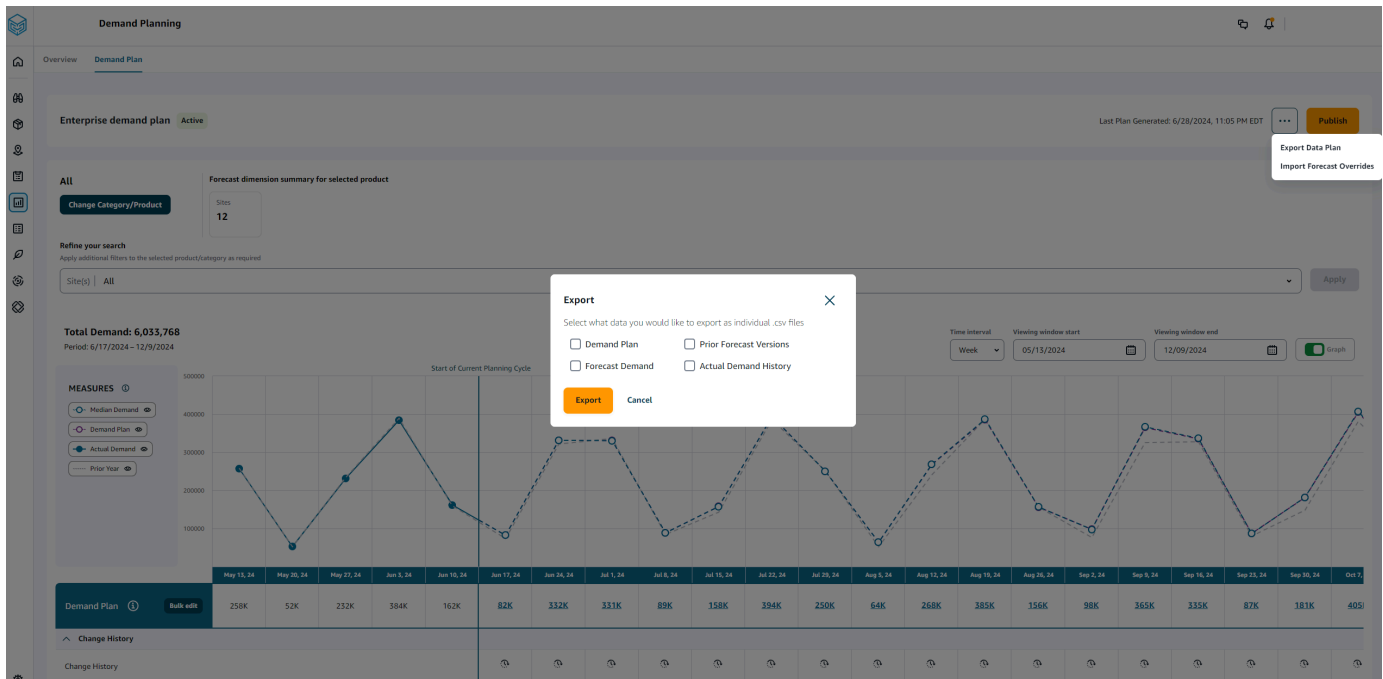 Demand Planning
Overview Demand Plan
Enterprise demand plan Active Last Plan Generated: 6/28/2024, 11:05 PM EDT ... Publish
Export Data Plan
Import Forecast Overrides
All Forecast dimension summary for selected product
Change Category/Product
Sites
12
Refine your search
Apply additional filters to the selected product/category as required
Site(s) All Apply
Export
Select what data you would like to export as individual .csv files
Demand Plan Prior Forecast Versions
Forecast Demand Actual Demand History
Export Cancel
Total Demand: 6,033,768
Period: 6/17/2024 – 12/9/2024
Time interval Viewing window start Viewing window end
Week 05/13/2024 12/09/2024 Graph
Start of Current Planning Cycle
MEASURES
Median Demand
Demand Plan
Actual Demand
Prior Year
500000
400000
300000
200000
100000
May 13, 24 May 20, 24 May 27, 24 Jun 3, 24 Jun 10, 24 Jun 17, 24 Jun 24, 24 Jul 1, 24 Jul 8, 24 Jul 15, 24 Jul 22, 24 Jul 29, 24 Aug 5, 24 Aug 12, 24 Aug 19, 24 Aug 26, 24 Sep 2, 24 Sep 9, 24 Sep 16, 24 Sep 23, 24 Sep 30, 24 Oct 7,
Demand Plan Bulk edit 258K 52K 232K 384K 162K 82K 332K 331K 89K 158K 394K 250K 64K 268K 385K 156K 98K 365K 335K 87K 181K 405
Change History
Change History